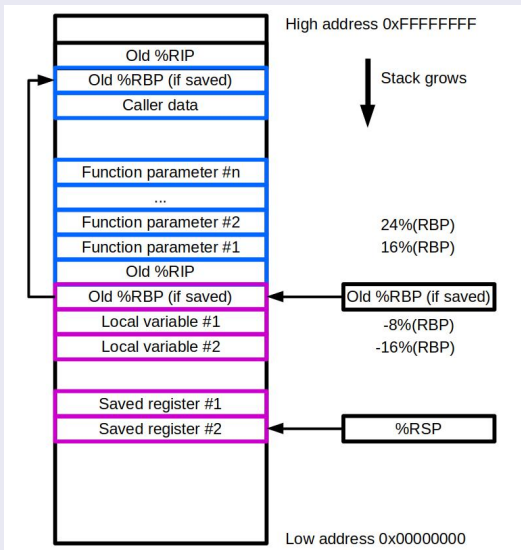 High address 0xFFFFFFFF
Old %RIP
Old %RBP (if saved)
Stack grows
Caller data
Function parameter #n
...
Function parameter #2
24%(RBP)
Function parameter #1
16%(RBP)
Old %RIP
Old %RBP (if saved)
Old %RBP (if saved)
Local variable #1
-8%(RBP)
Local variable #2
-16%(RBP)
Saved register #1
Saved register #2
%RSP
Low address 0x00000000